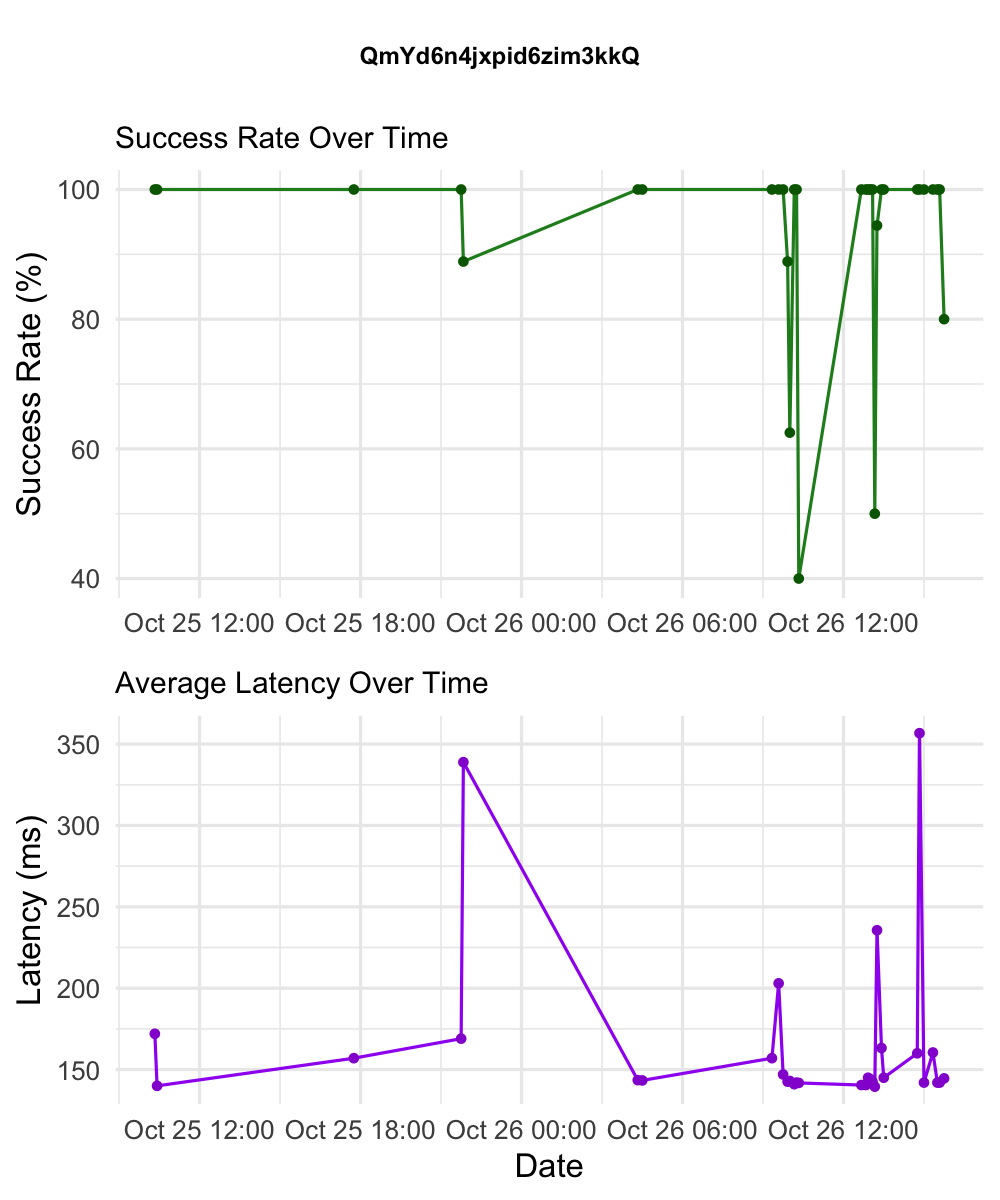 QmYd6n4jxpid6zim3kkQ
Success Rate Over Time
Success Rate (%)
100
80
60
40
Oct 25 12:00 Oct 25 18:00 Oct 26 00:00 Oct 26 06:00 Oct 26 12:00
Average Latency Over Time
Latency (ms)
350
300
250
200
150
Oct 25 12:00 Oct 25 18:00 Oct 26 00:00 Oct 26 06:00 Oct 26 12:00
Date